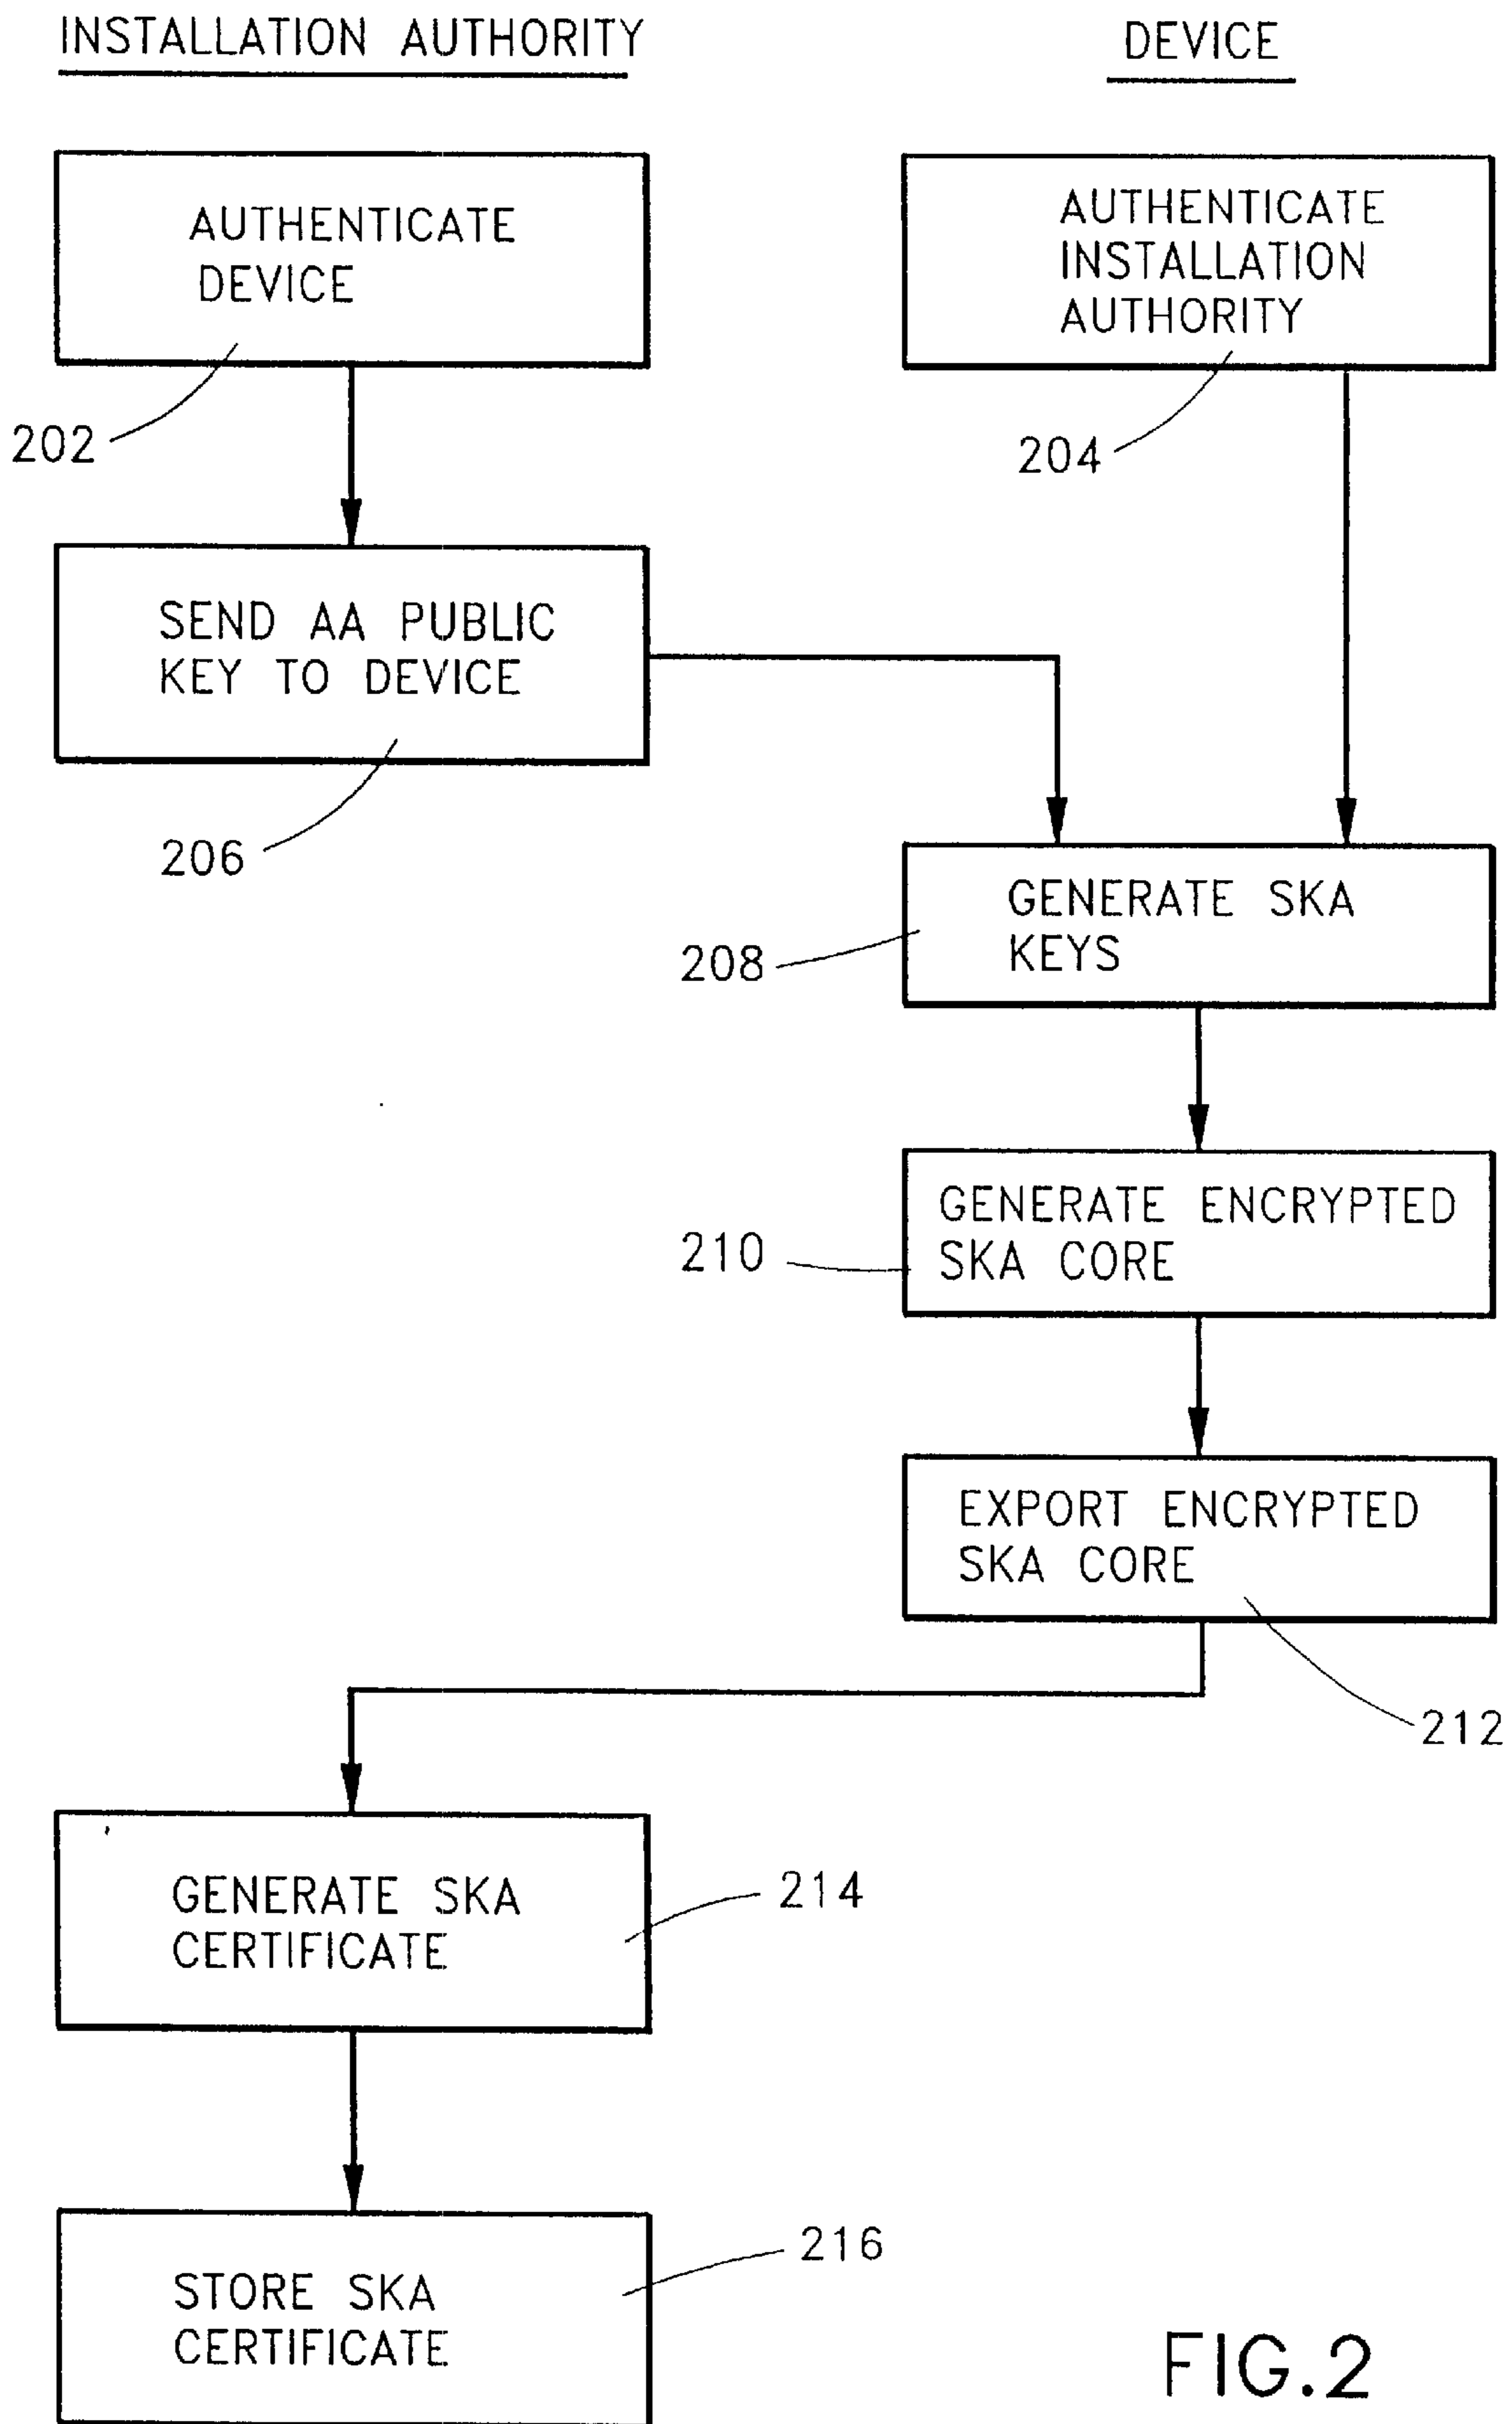 INSTALLATION AUTHORITY
DEVICE
AUTHENTICATE
DEVICE
202
AUTHENTICATE
INSTALLATION
AUTHORITY
204
SEND AA PUBLIC
KEY TO DEVICE
206
GENERATE SKA
KEYS
208
GENERATE ENCRYPTED
SKA CORE
210
EXPORT ENCRYPTED
SKA CORE
212
GENERATE SKA
CERTIFICATE
214
STORE SKA
CERTIFICATE
216
FIG.2